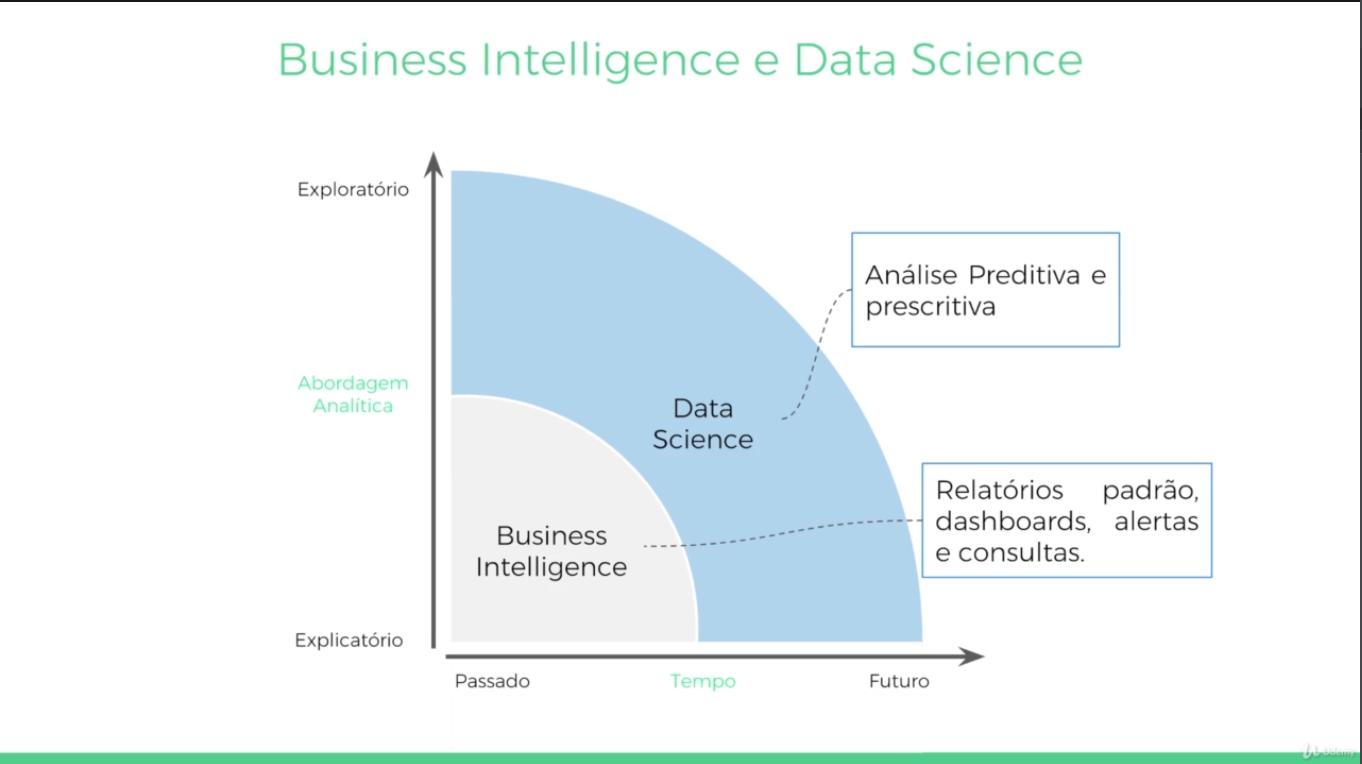 Business Intelligence e Data Science
Exploratório
Análise Preditiva e
prescritiva
Abordagem
Analítica
Data
Science
Relatórios padrão,
dashboards, alertas
e consultas.
Business
Intelligence
Explicatório
Passado
Tempo
Futuro
Udemy